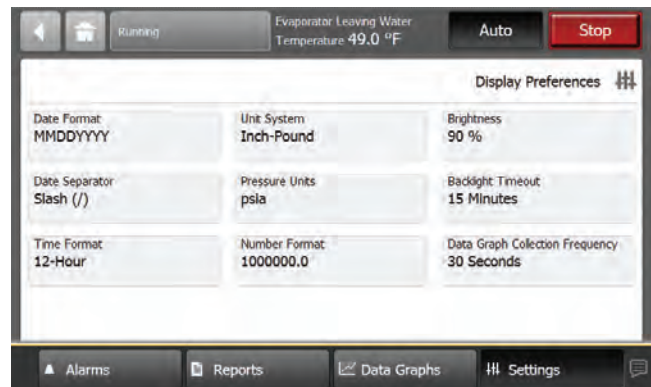 Running
Evaporator Leaving Water
Temperature 49.0 °F
Auto
Stop
Display Preferences
Date Format
MMDDYYYY
Unit System
Inch-Pound
Brightness
90 %
Date Separator
Slash (/)
Pressure Units
psia
Backlight Timeout
15 Minutes
Time Format
12-Hour
Number Format
1000000.0
Data Graph Collection Frequency
30 Seconds
Alarms
Reports
Data Graphs
Settings